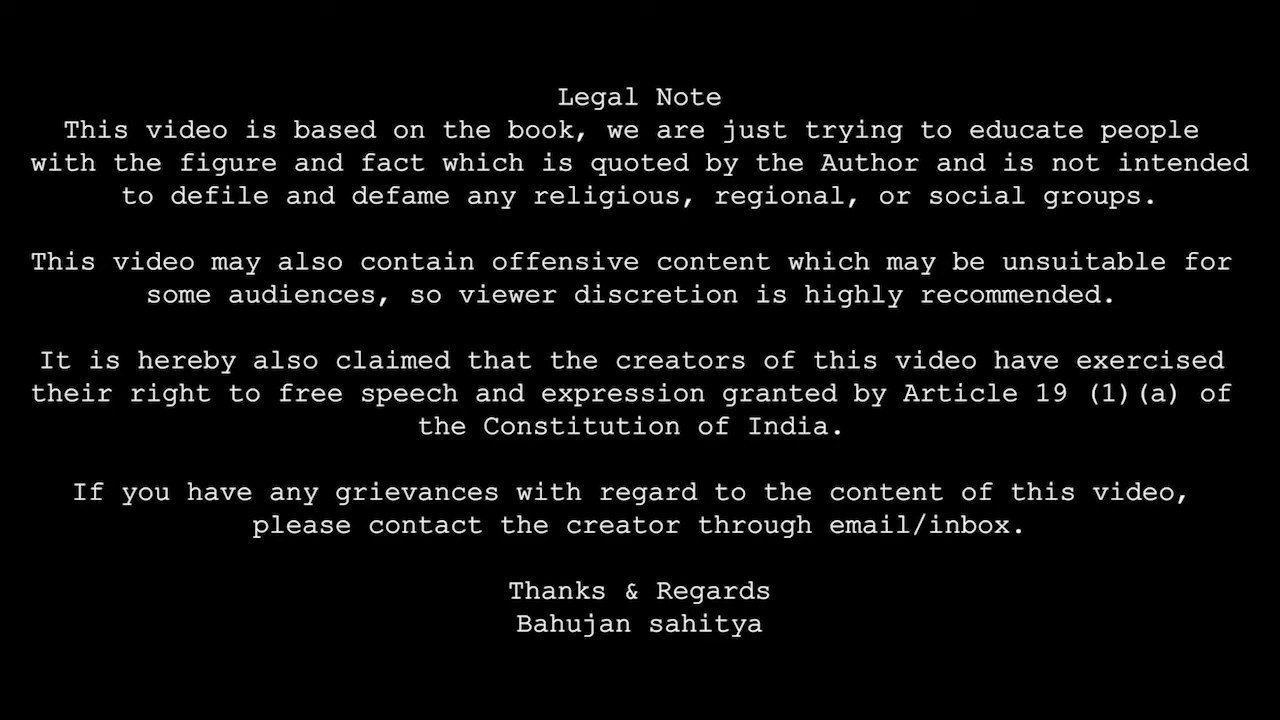 Legal Note
This video is based on the book, we are just trying to educate people
with the figure and fact which is quoted by the Author and is not intended
to defile and defame any religious, regional, or social groups.
This video may also contain offensive content which may be unsuitable for
some audiences, so viewer discretion is highly recommended.
It is hereby also claimed that the creators of this video have exercised
their right to free speech and expression granted by Article 19 (1)(a) of
the Constitution of India.
If you have any grievances with regard to the content of this video,
please contact the creator through email/inbox.
Thanks & Regards
Bahujan sahitya